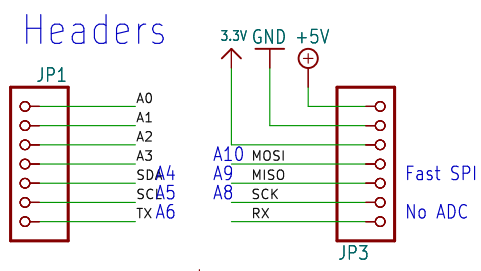 Headers
3.3V GND +5V
JP1
A0
A1
A2
A3
SDA A4
SCL A5
TX A6
A10 MOSI
A9 MISO
A8 SCK
RX
Fast SPI
No ADC
JP3